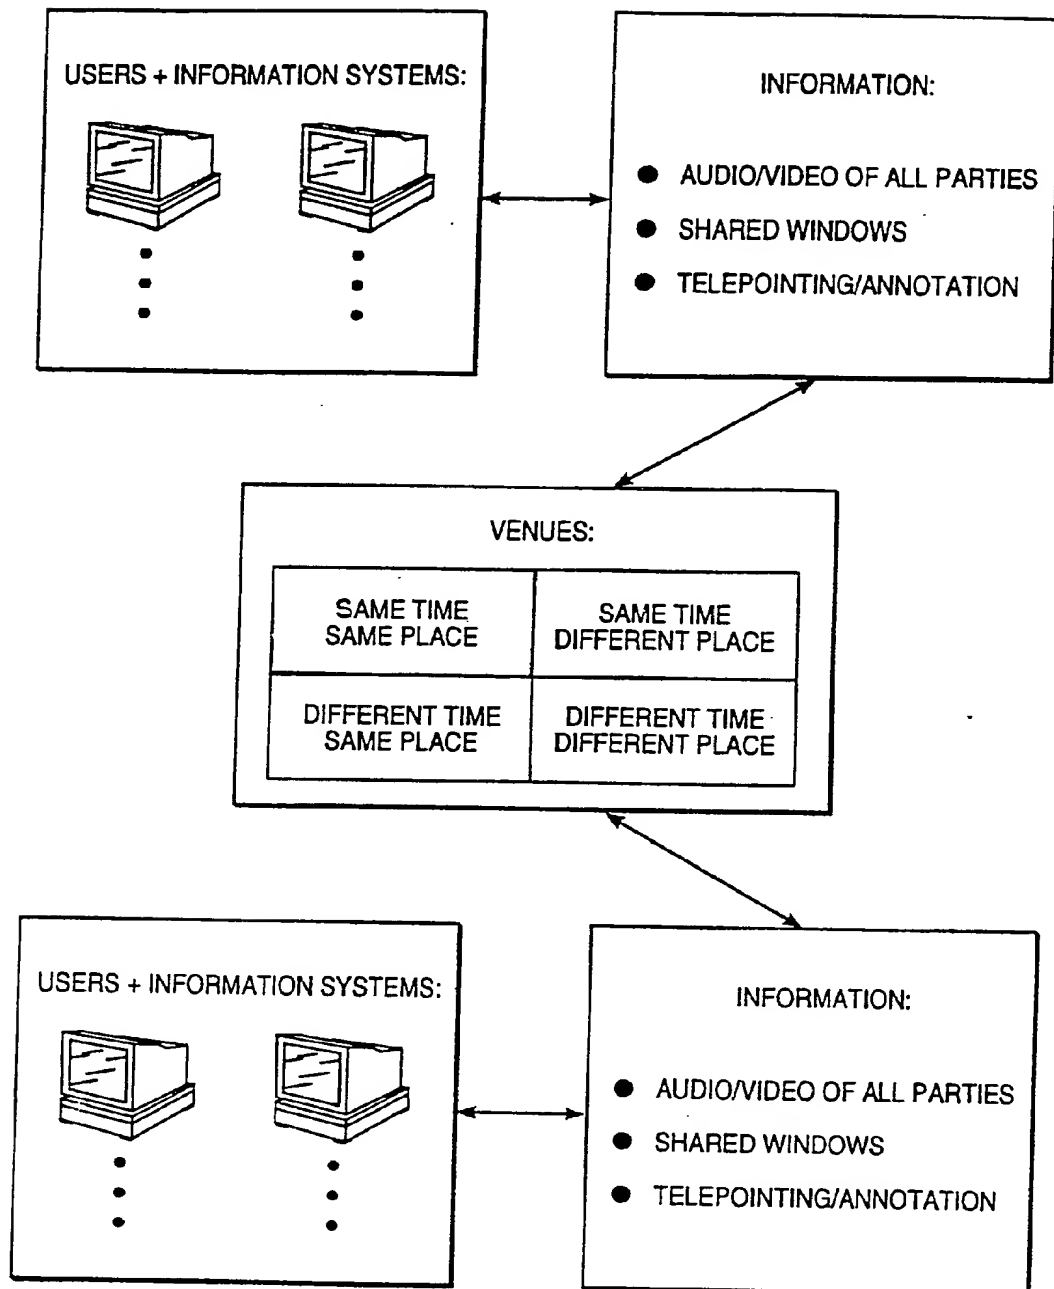 USERS + INFORMATION SYSTEMS:
INFORMATION:
● AUDIO/VIDEO OF ALL PARTIES
● SHARED WINDOWS
● TELEPOINTING/ANNOTATION
VENUES:
SAME TIME
SAME PLACE
SAME TIME
DIFFERENT PLACE
DIFFERENT TIME
SAME PLACE
DIFFERENT TIME
DIFFERENT PLACE
USERS + INFORMATION SYSTEMS:
INFORMATION:
● AUDIO/VIDEO OF ALL PARTIES
● SHARED WINDOWS
● TELEPOINTING/ANNOTATION